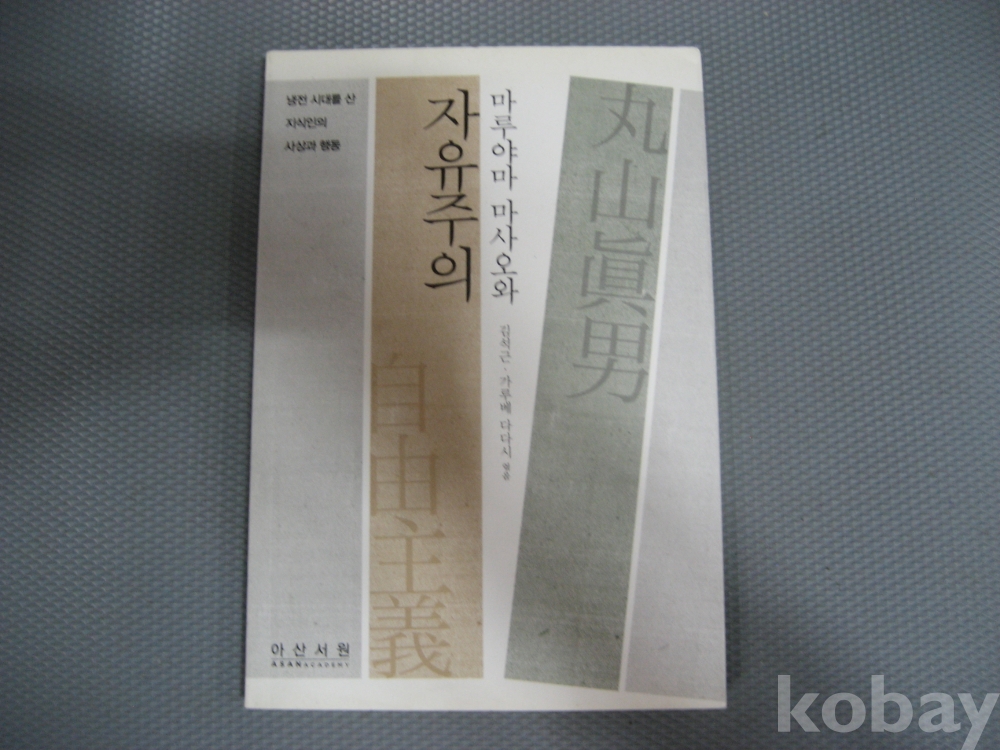 냉전 시대를 산
지식인의
사상과 행동
마루야마 마사오와
자유주의
김석근 · 가루베 다다시 엮음
丸山眞男
自由主義
아산서원
ASAN ACADEMY
kobay